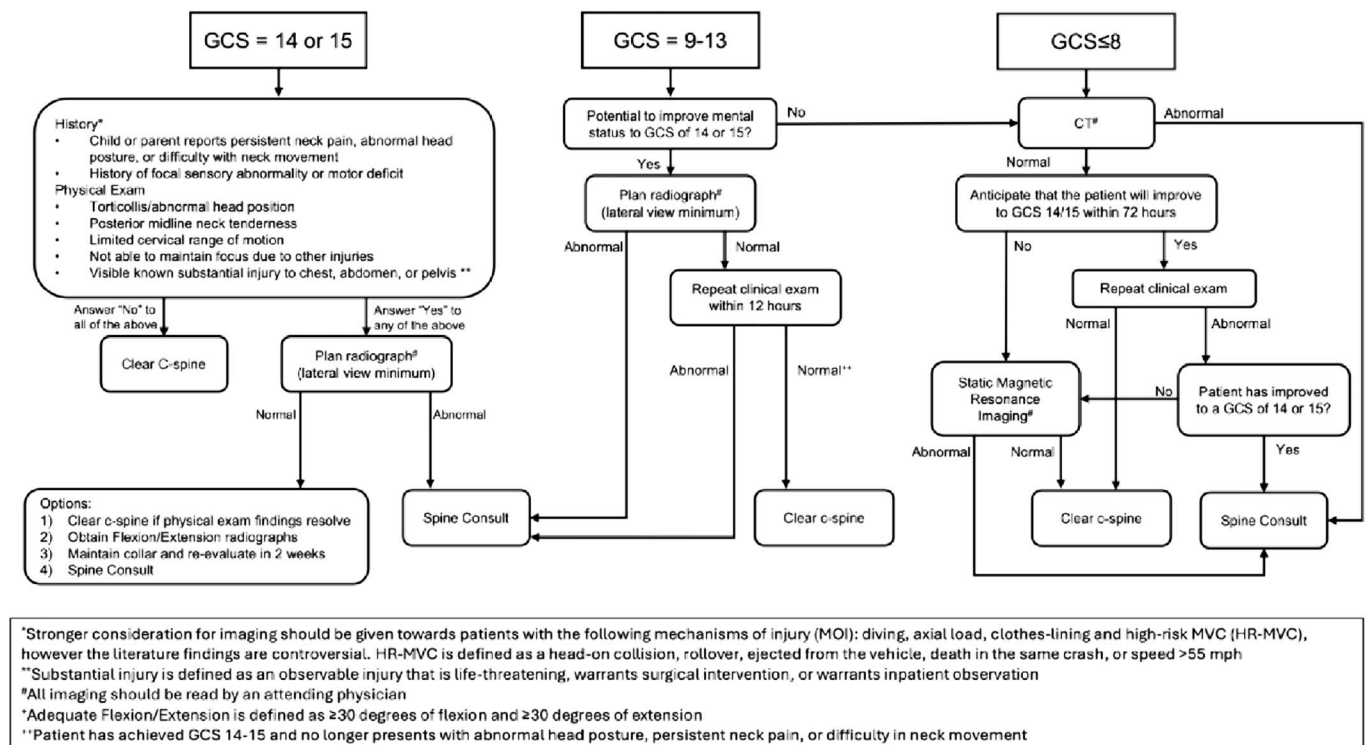 GCS = 14 or 15
History*
• Child or parent reports persistent neck pain, abnormal head
posture, or difficulty with neck movement
• History of focal sensory abnormality or motor deficit
Physical Exam
• Torticollis/abnormal head position
• Posterior midline neck tenderness
• Limited cervical range of motion
• Not able to maintain focus due to other injuries
• Visible known substantial injury to chest, abdomen, or pelvis **
Answer "No" to
all of the above
Answer "Yes" to
any of the above
Clear C-spine
Plan radiograph#
(lateral view minimum)
Normal
Abnormal
Options:
1) Clear c-spine if physical exam findings resolve
2) Obtain Flexion/Extension radiographs
3) Maintain collar and re-evaluate in 2 weeks
4) Spine Consult
Spine Consult
GCS = 9-13
Potential to improve mental
status to GCS of 14 or 15?
No
Yes
Plan radiograph#
(lateral view minimum)
Abnormal
Normal
Repeat clinical exam
within 12 hours
Abnormal
Normal++
Clear c-spine
GCS≤8
CT#
Abnormal
Normal
Anticipate that the patient will improve
to GCS 14/15 within 72 hours
No
Yes
Repeat clinical exam
Normal
Abnormal
Static Magnetic
Resonance
Imaging#
No
Patient has improved
to a GCS of 14 or 15?
Abnormal
Normal
Yes
Clear c-spine
Spine Consult
*Stronger consideration for imaging should be given towards patients with the following mechanisms of injury (MOI): diving, axial load, clothes-lining and high-risk MVC (HR-MVC),
however the literature findings are controversial. HR-MVC is defined as a head-on collision, rollover, ejected from the vehicle, death in the same crash, or speed >55 mph
**Substantial injury is defined as an observable injury that is life-threatening, warrants surgical intervention, or warrants inpatient observation
#All imaging should be read by an attending physician
+Adequate Flexion/Extension is defined as ≥30 degrees of flexion and ≥30 degrees of extension
++Patient has achieved GCS 14-15 and no longer presents with abnormal head posture, persistent neck pain, or difficulty in neck movement